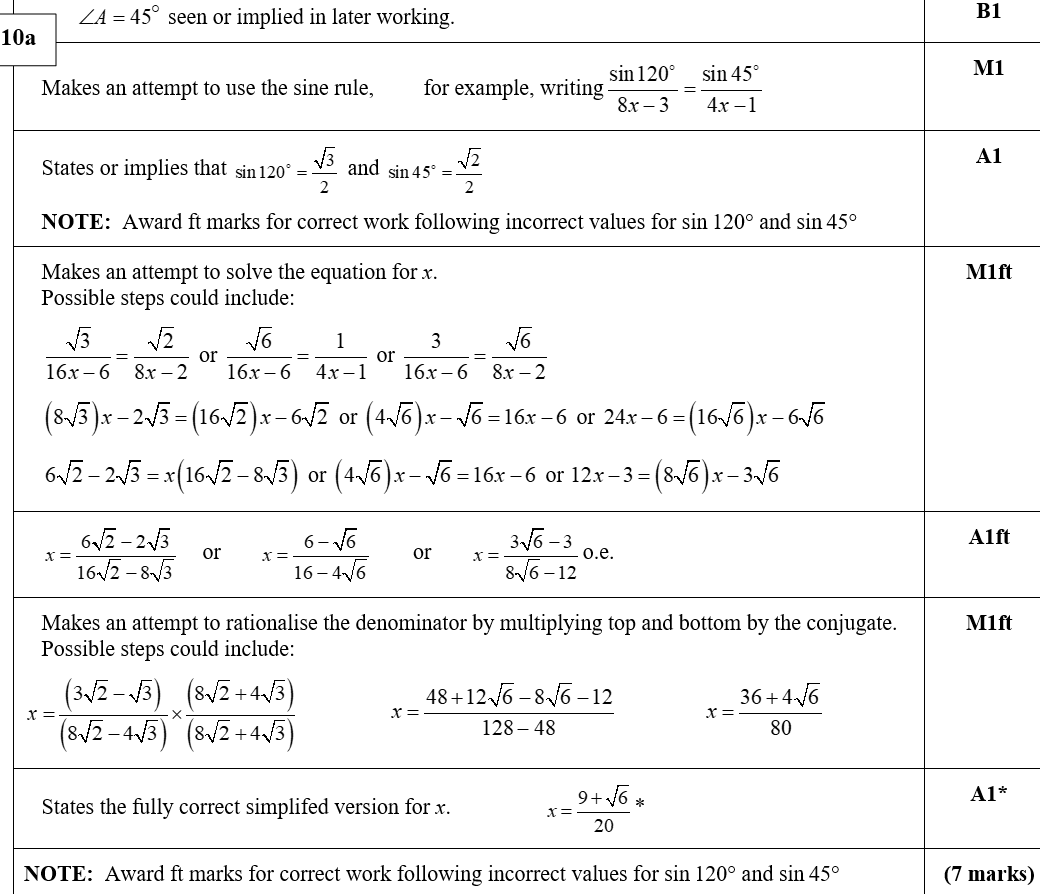 ∠A = 45° seen or implied in later working. B1
10a
Makes an attempt to use the sine rule, for example, writing sin120°/(8x − 3) = sin 45°/(4x − 1) M1
States or implies that sin120° = √3/2 and sin 45° = √2/2 A1
NOTE: Award ft marks for correct work following incorrect values for sin 120° and sin 45°
Makes an attempt to solve the equation for x. M1ft
Possible steps could include:
√3/(16x − 6) = √2/(8x − 2) or √6/(16x − 6) = 1/(4x − 1) or 3/(16x − 6) = √6/(8x − 2)
(8√3)x − 2√3 = (16√2)x − 6√2 or (4√6)x − √6 = 16x − 6 or 24x − 6 = (16√6)x − 6√6
6√2 − 2√3 = x(16√2 − 8√3) or (4√6)x − √6 = 16x − 6 or 12x − 3 = (8√6)x − 3√6
x = (6√2 − 2√3)/(16√2 − 8√3) or x = (6 − √6)/(16 − 4√6) or x = (3√6 − 3)/(8√6 − 12) o.e. A1ft
Makes an attempt to rationalise the denominator by multiplying top and bottom by the conjugate. M1ft
Possible steps could include:
x = (3√2 − √3)/(8√2 − 4√3) × (8√2 + 4√3)/(8√2 + 4√3) x = (48 + 12√6 − 8√6 − 12)/(128 − 48) x = (36 + 4√6)/80
States the fully correct simplifed version for x. x = (9 + √6)/20 * A1*
NOTE: Award ft marks for correct work following incorrect values for sin 120° and sin 45° (7 marks)